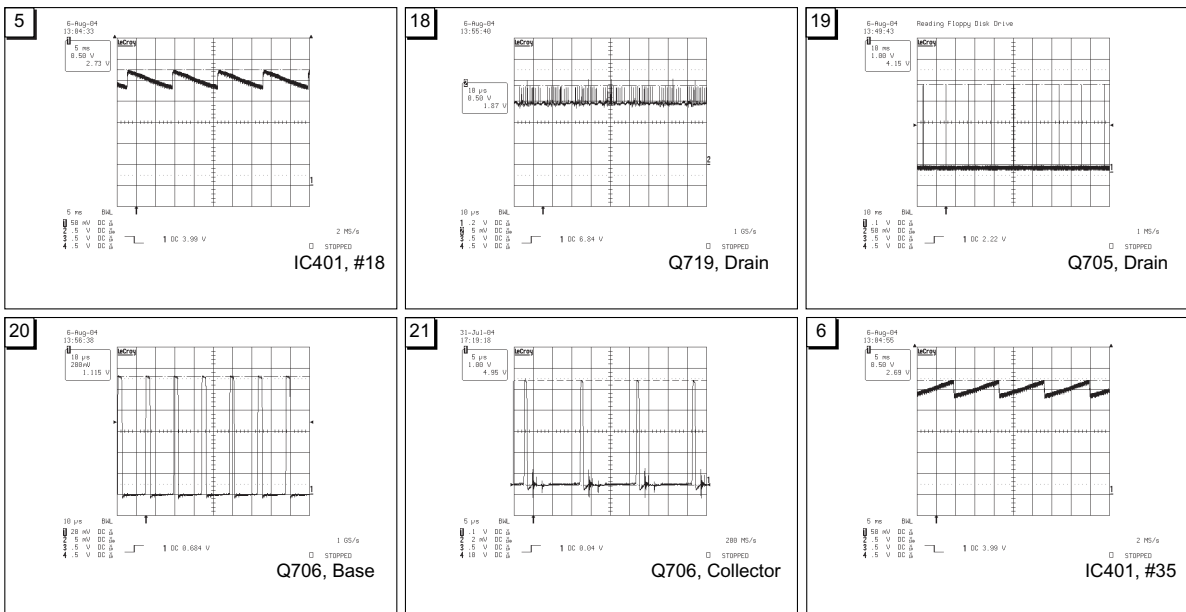 5
6-Aug-04
13:04:33
1
5 ms
0.50 V
2.73 V
LeCroy
1
5 ms BWL
1 50 mV DC
2 .5 V DC
3 .5 V DC
4 .5 V DC
1 DC 3.99 V
2 MS/s
STOPPED
IC401, #18
18
6-Aug-04
13:55:40
2
10 µs
0.50 V
1.87 V
LeCroy
2
10 µs BWL
1 .2 V DC
2 5 mV DC
3 .5 V DC
4 .5 V DC
1 DC 6.84 V
1 GS/s
STOPPED
Q719, Drain
19
6-Aug-04
13:49:43
Reading Floppy Disk Drive
1
10 ms
1.00 V
4.15 V
LeCroy
1
10 ms BWL
1 .1 V DC
2 50 mV DC
3 .5 V DC
4 .5 V DC
1 DC 2.22 V
1 MS/s
STOPPED
Q705, Drain
20
6-Aug-04
13:56:38
1
10 µs
200mV
1.115 V
LeCroy
1
10 µs BWL
1 20 mV DC
2 5 mV DC
3 .5 V DC
4 .5 V DC
1 DC 0.684 V
1 GS/s
STOPPED
Q706, Base
21
31-Jul-04
17:19:18
1
5 µs
1.00 V
4.95 V
LeCroy
1
5 µs BWL
1 .1 V DC
2 2 mV DC
3 .5 V DC
4 10 V DC
1 DC 0.04 V
200 MS/s
STOPPED
Q706, Collector
6
6-Aug-04
13:04:55
1
5 ms
0.50 V
2.69 V
LeCroy
1
5 ms BWL
1 50 mV DC
2 .5 V DC
3 .5 V DC
4 .5 V DC
1 DC 3.99 V
2 MS/s
STOPPED
IC401, #35